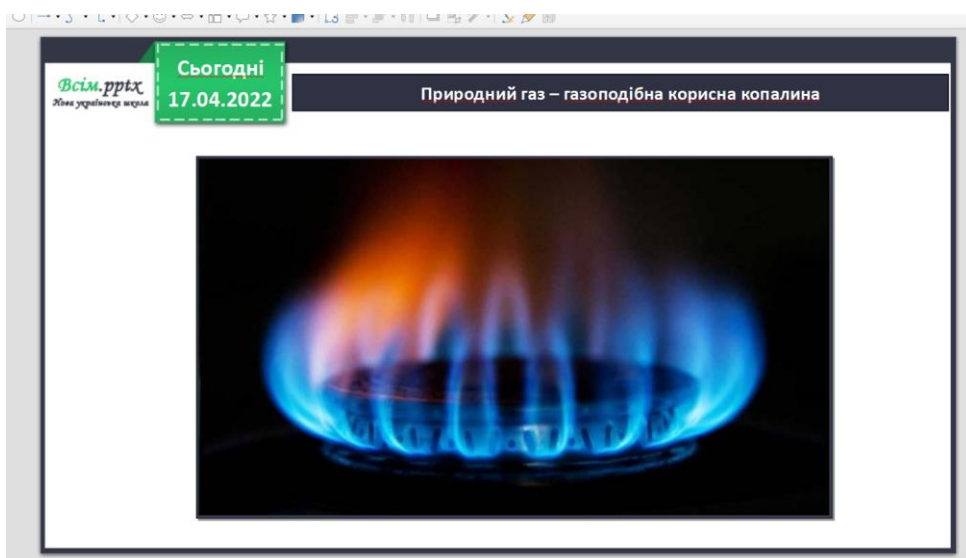 Всім.pptx
Нова українська школа
Сьогодні
17.04.2022
Природний газ – газоподібна корисна копалина